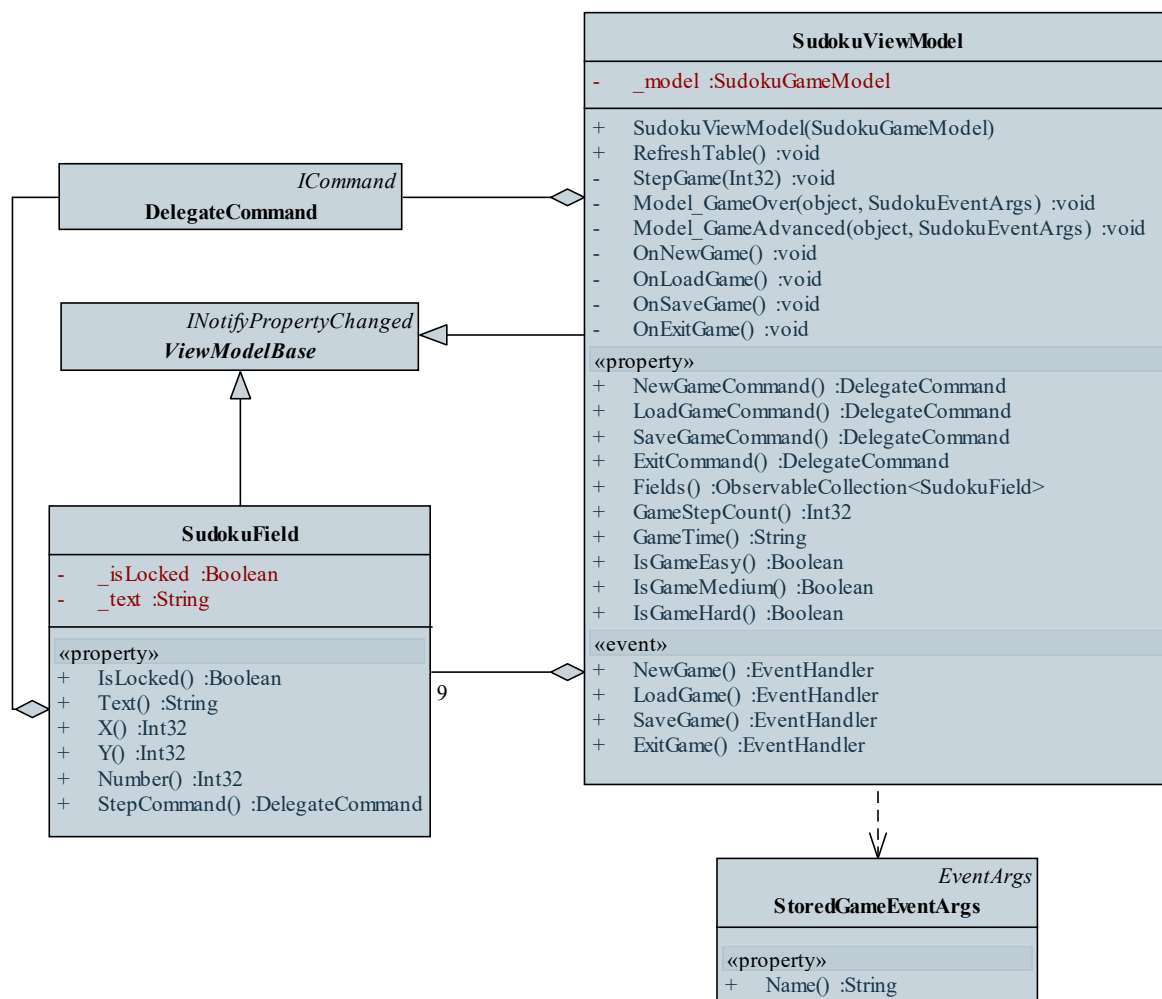 SudokuViewModel
- _model :SudokuGameModel
+ SudokuViewModel(SudokuGameModel)
+ RefreshTable() :void
- StepGame(Int32) :void
- Model_GameOver(object, SudokuEventArgs) :void
- Model_GameAdvanced(object, SudokuEventArgs) :void
- OnNewGame() :void
- OnLoadGame() :void
- OnSaveGame() :void
- OnExitGame() :void
«property»
+ NewGameCommand() :DelegateCommand
+ LoadGameCommand() :DelegateCommand
+ SaveGameCommand() :DelegateCommand
+ ExitCommand() :DelegateCommand
+ Fields() :ObservableCollection<SudokuField>
+ GameStepCount() :Int32
+ GameTime() :String
+ IsGameEasy() :Boolean
+ IsGameMedium() :Boolean
+ IsGameHard() :Boolean
«event»
+ NewGame() :EventHandler
+ LoadGame() :EventHandler
+ SaveGame() :EventHandler
+ ExitGame() :EventHandler
ICommand
DelegateCommand
INotifyPropertyChanged
ViewModelBase
SudokuField
- _isLocked :Boolean
- _text :String
«property»
+ IsLocked() :Boolean
+ Text() :String
+ X() :Int32
+ Y() :Int32
+ Number() :Int32
+ StepCommand() :DelegateCommand
9
EventArgs
StoredGameEventArgs
«property»
+ Name() :String